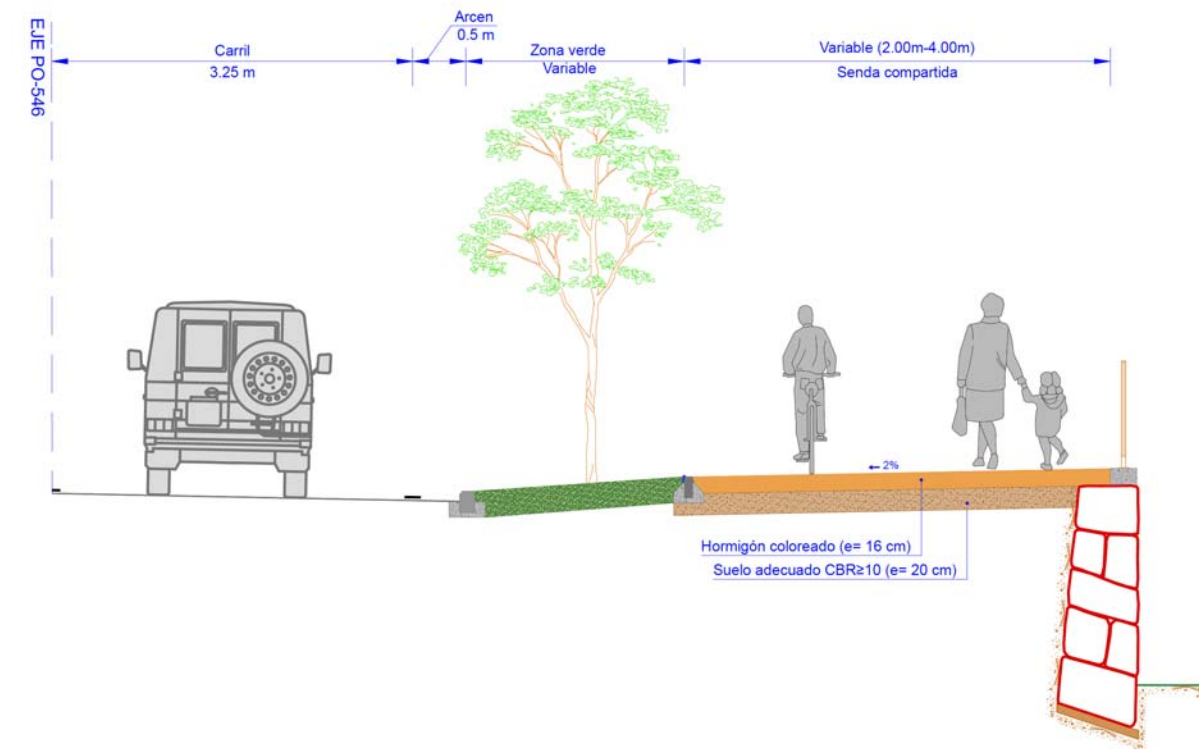 EJE PO-546
Carril
3.25 m
Arcen
0.5 m
Zona verde
Variable
Variable (2.00m-4.00m)
Senda compartida
2%
Hormigón coloreado (e= 16 cm)
Suelo adecuado CBR≥10 (e= 20 cm)